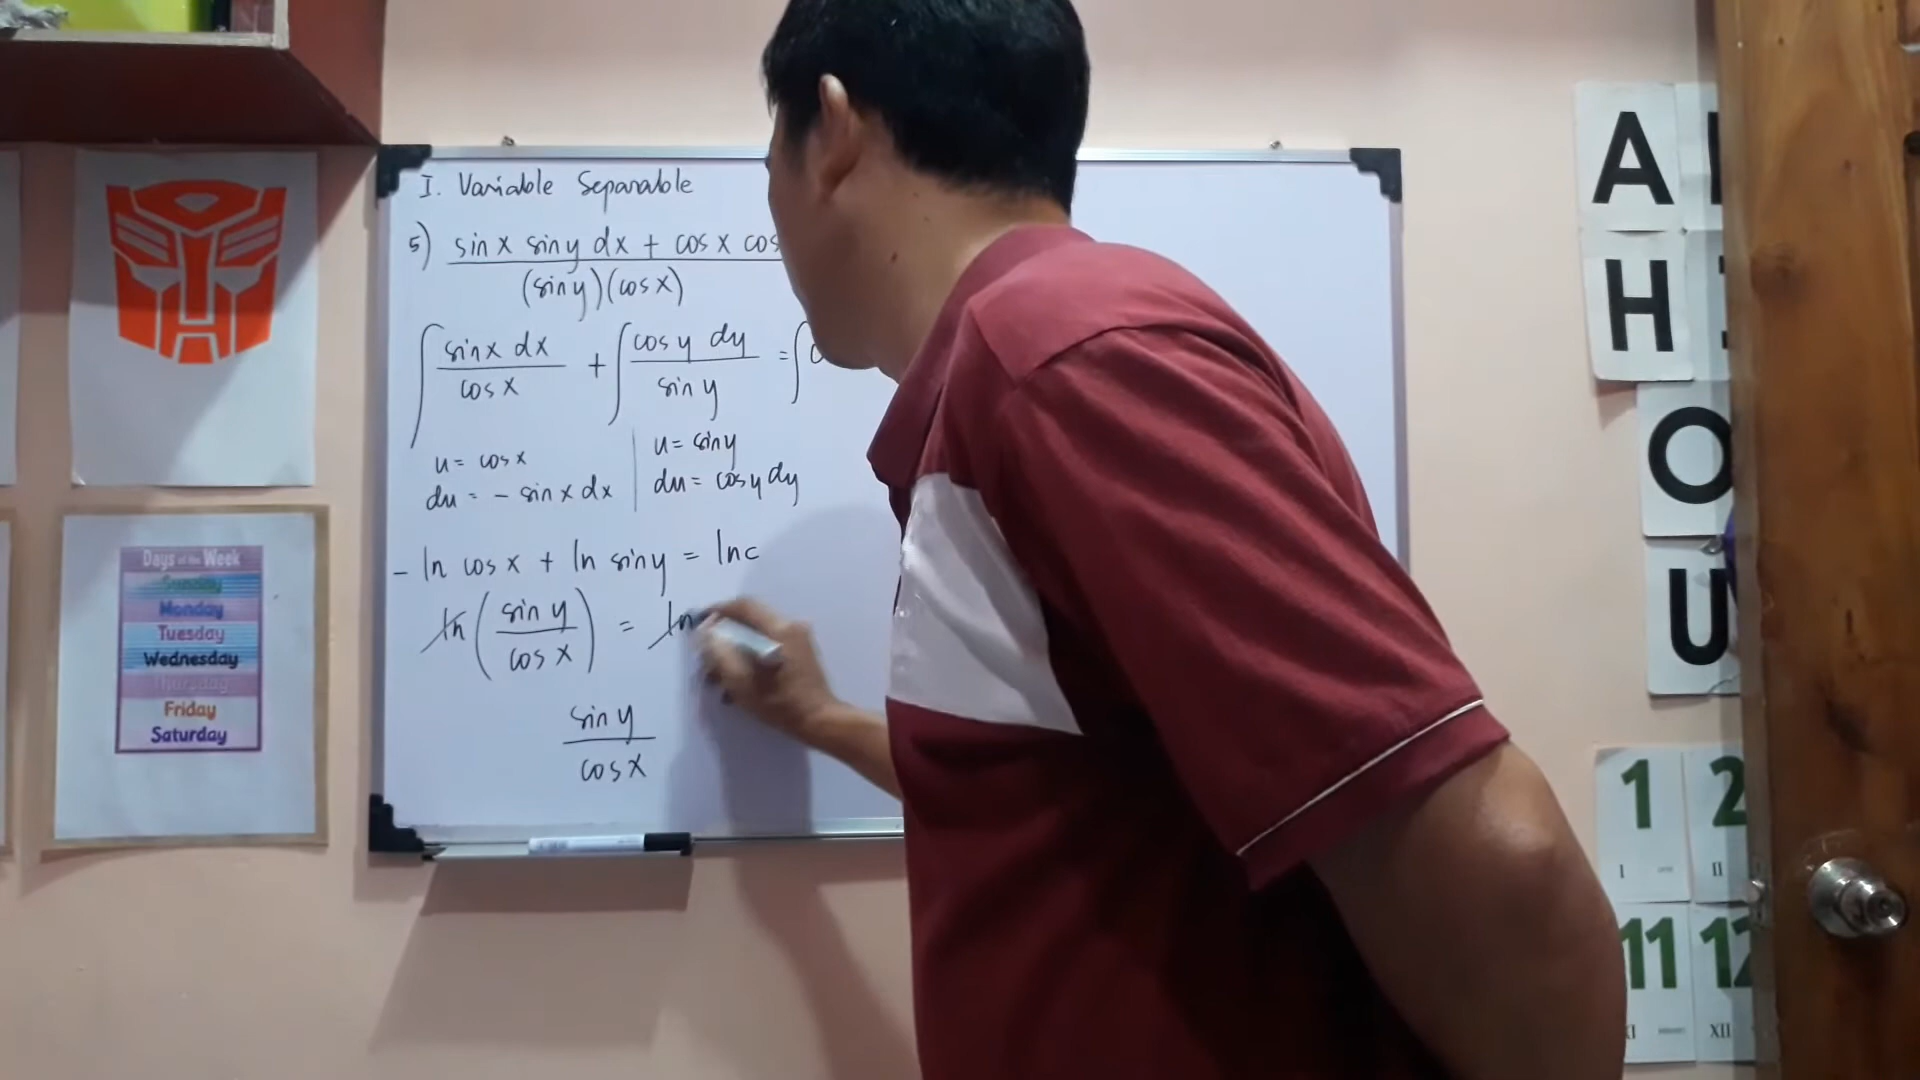 I. Variable Separable
5) sin x sin y dx + cos x cos
(sin y)(cos x)
∫ sin x dx / cos x + ∫ cos y dy / sin y = ∫
u = cos x
du = - sin x dx
u = sin y
du = cos y dy
- ln cos x + ln sin y = ln c
ln ( sin y / cos x ) = ln
sin y
cos x
Days of the Week
Sunday
Monday
Tuesday
Wednesday
Thursday
Friday
Saturday
A
H
O
U
1 2
I II
11 12
XI XII